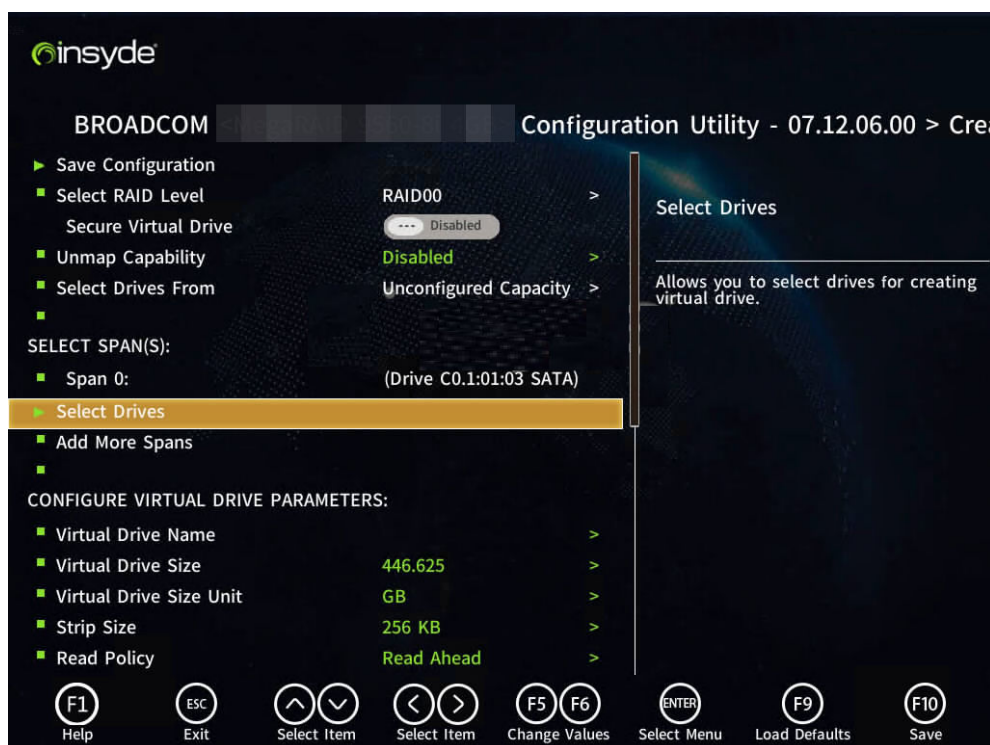 insyde
BROADCOM Configuration Utility - 07.12.06.00 > Crea
Save Configuration
Select RAID Level RAID00 >
Secure Virtual Drive --- Disabled
Unmap Capability Disabled >
Select Drives From Unconfigured Capacity >
SELECT SPAN(S):
Span 0: (Drive C0.1:01:03 SATA)
Select Drives
Add More Spans
CONFIGURE VIRTUAL DRIVE PARAMETERS:
Virtual Drive Name >
Virtual Drive Size 446.625 >
Virtual Drive Size Unit GB >
Strip Size 256 KB >
Read Policy Read Ahead >
Select Drives
Allows you to select drives for creating
virtual drive.
F1 ESC F5 F6 ENTER F9 F10
Help Exit Select Item Select Item Change Values Select Menu Load Defaults Save